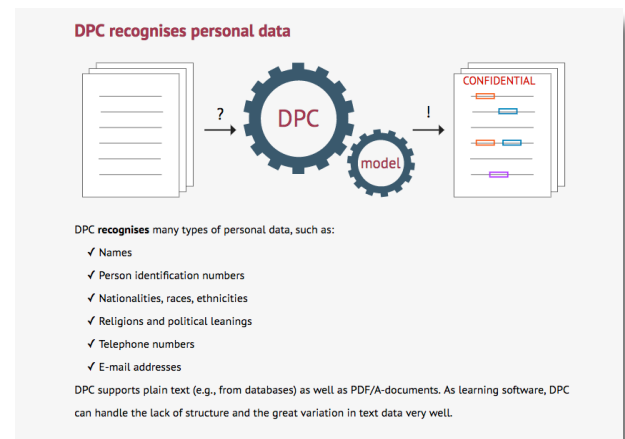 DPC recognises personal data
?
DPC
model
!
CONFIDENTIAL
DPC recognises many types of personal data, such as:
✓ Names
✓ Person identification numbers
✓ Nationalities, races, ethnicities
✓ Religions and political leanings
✓ Telephone numbers
✓ E-mail addresses
DPC supports plain text (e.g., from databases) as well as PDF/A-documents. As learning software, DPC
can handle the lack of structure and the great variation in text data very well.